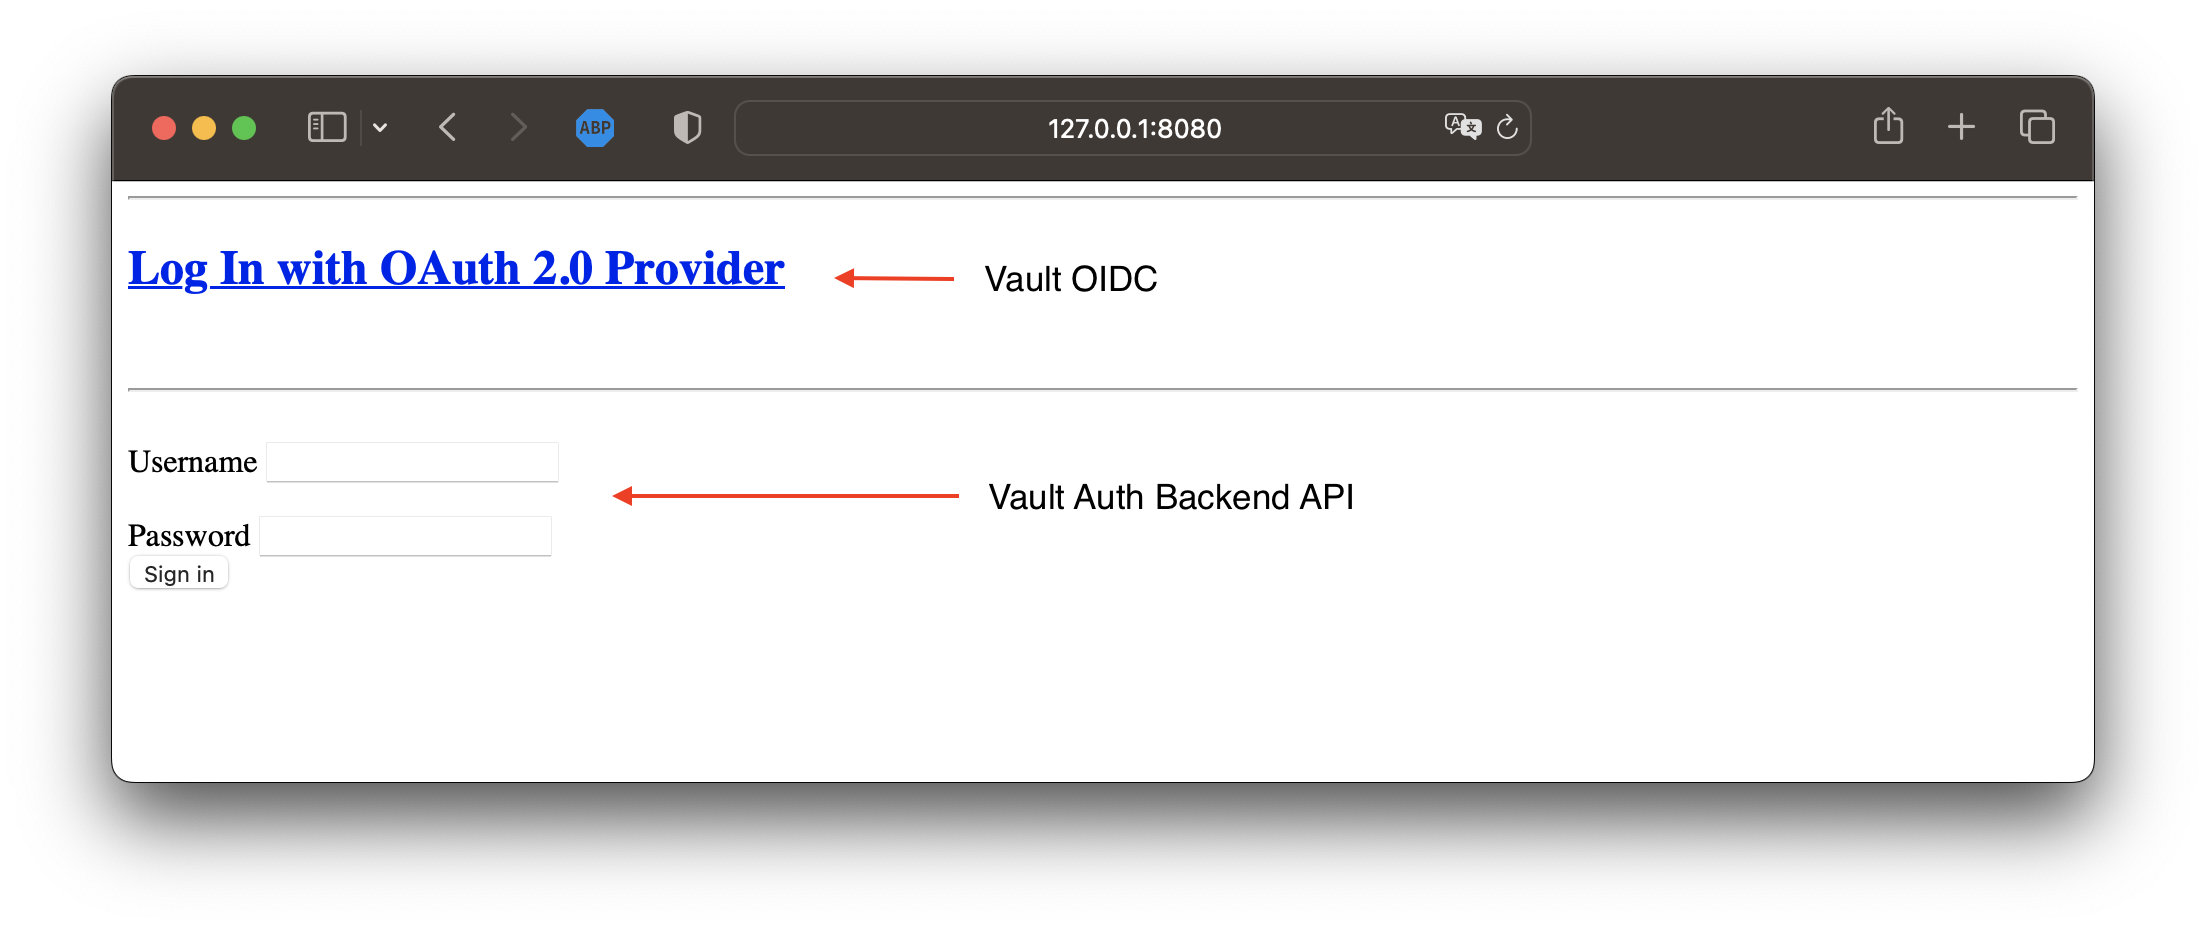 ABP
127.0.0.1:8080
A 文
Log In with OAuth 2.0 Provider
Vault OIDC
Username
Vault Auth Backend API
Password
Sign in